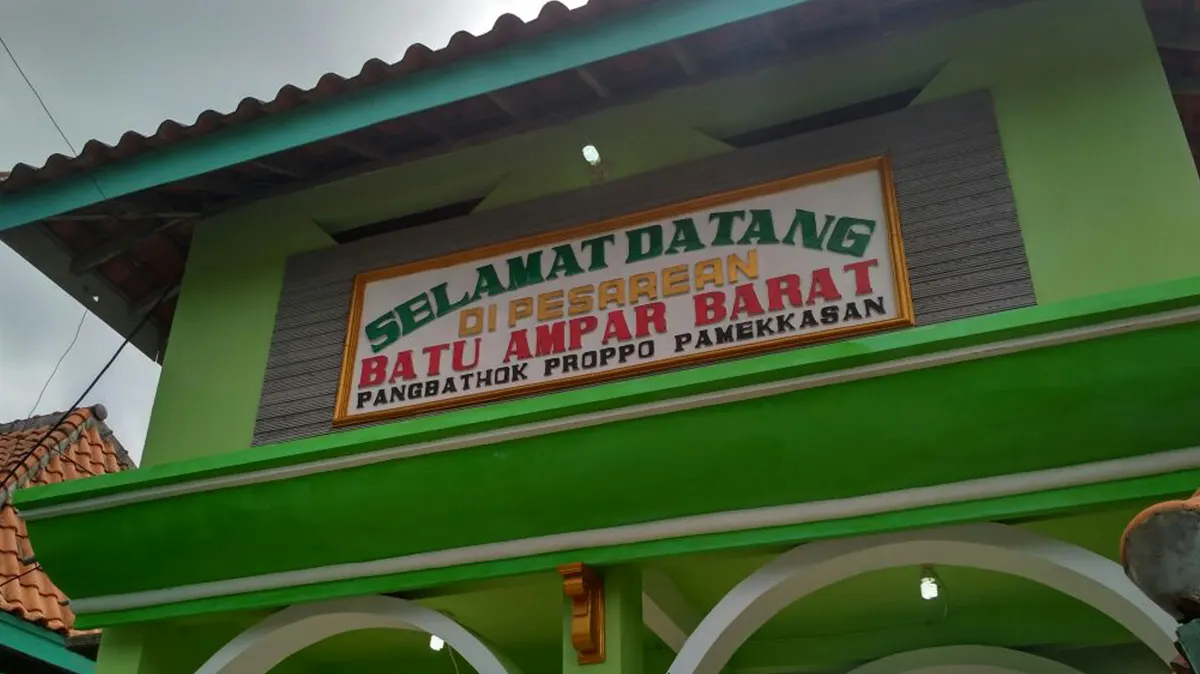 SELAMAT DATANG
DI PESAREAN
BATU AMPAR BARAT
PANGBATHOK PROPPO PAMEKKASAN